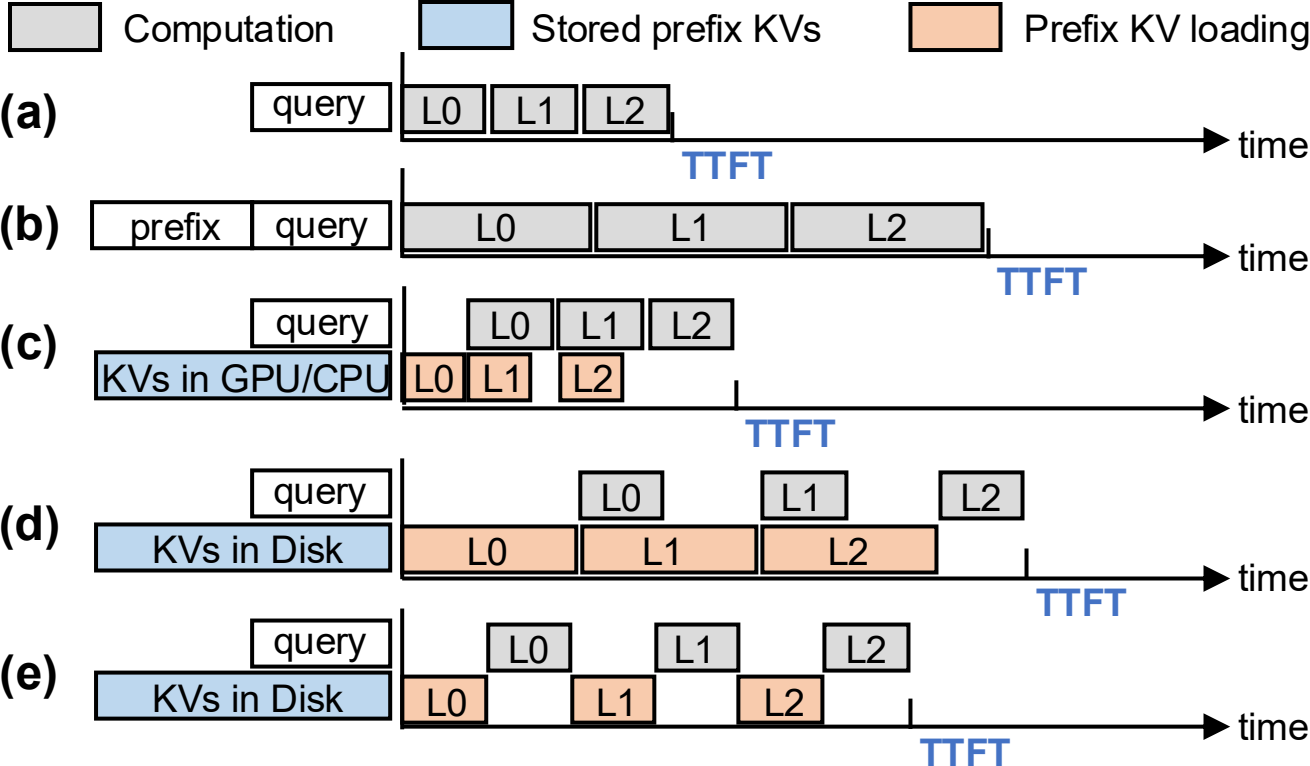 Computation Stored prefix KVs Prefix KV loading
(a) query L0 L1 L2 time
TTFT
(b) prefix query L0 L1 L2 time
TTFT
(c) query L0 L1 L2
KVs in GPU/CPU L0 L1 L2 time
TTFT
(d) query L0 L1 L2
KVs in Disk L0 L1 L2 time
TTFT
(e) query L0 L1 L2
KVs in Disk L0 L1 L2 time
TTFT